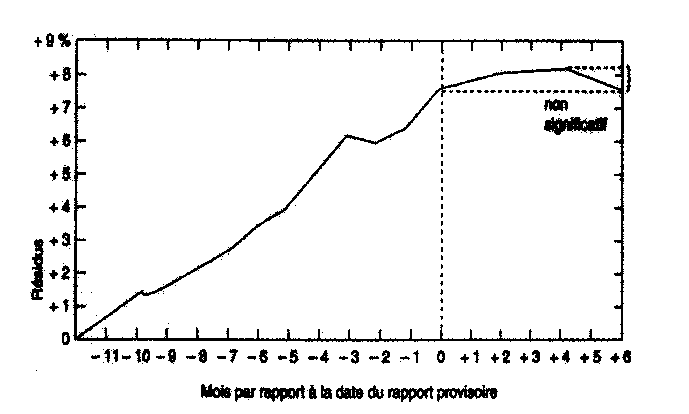 +9%
+8
+7
+6
+5
+4
+3
+2
+1
0
Résidus
non
significatif
-11 -10 -9 -8 -7 -6 -5 -4 -3 -2 -1 0 +1 +2 +3 +4 +5 +6
Mois par rapport à la date du rapport provisoire